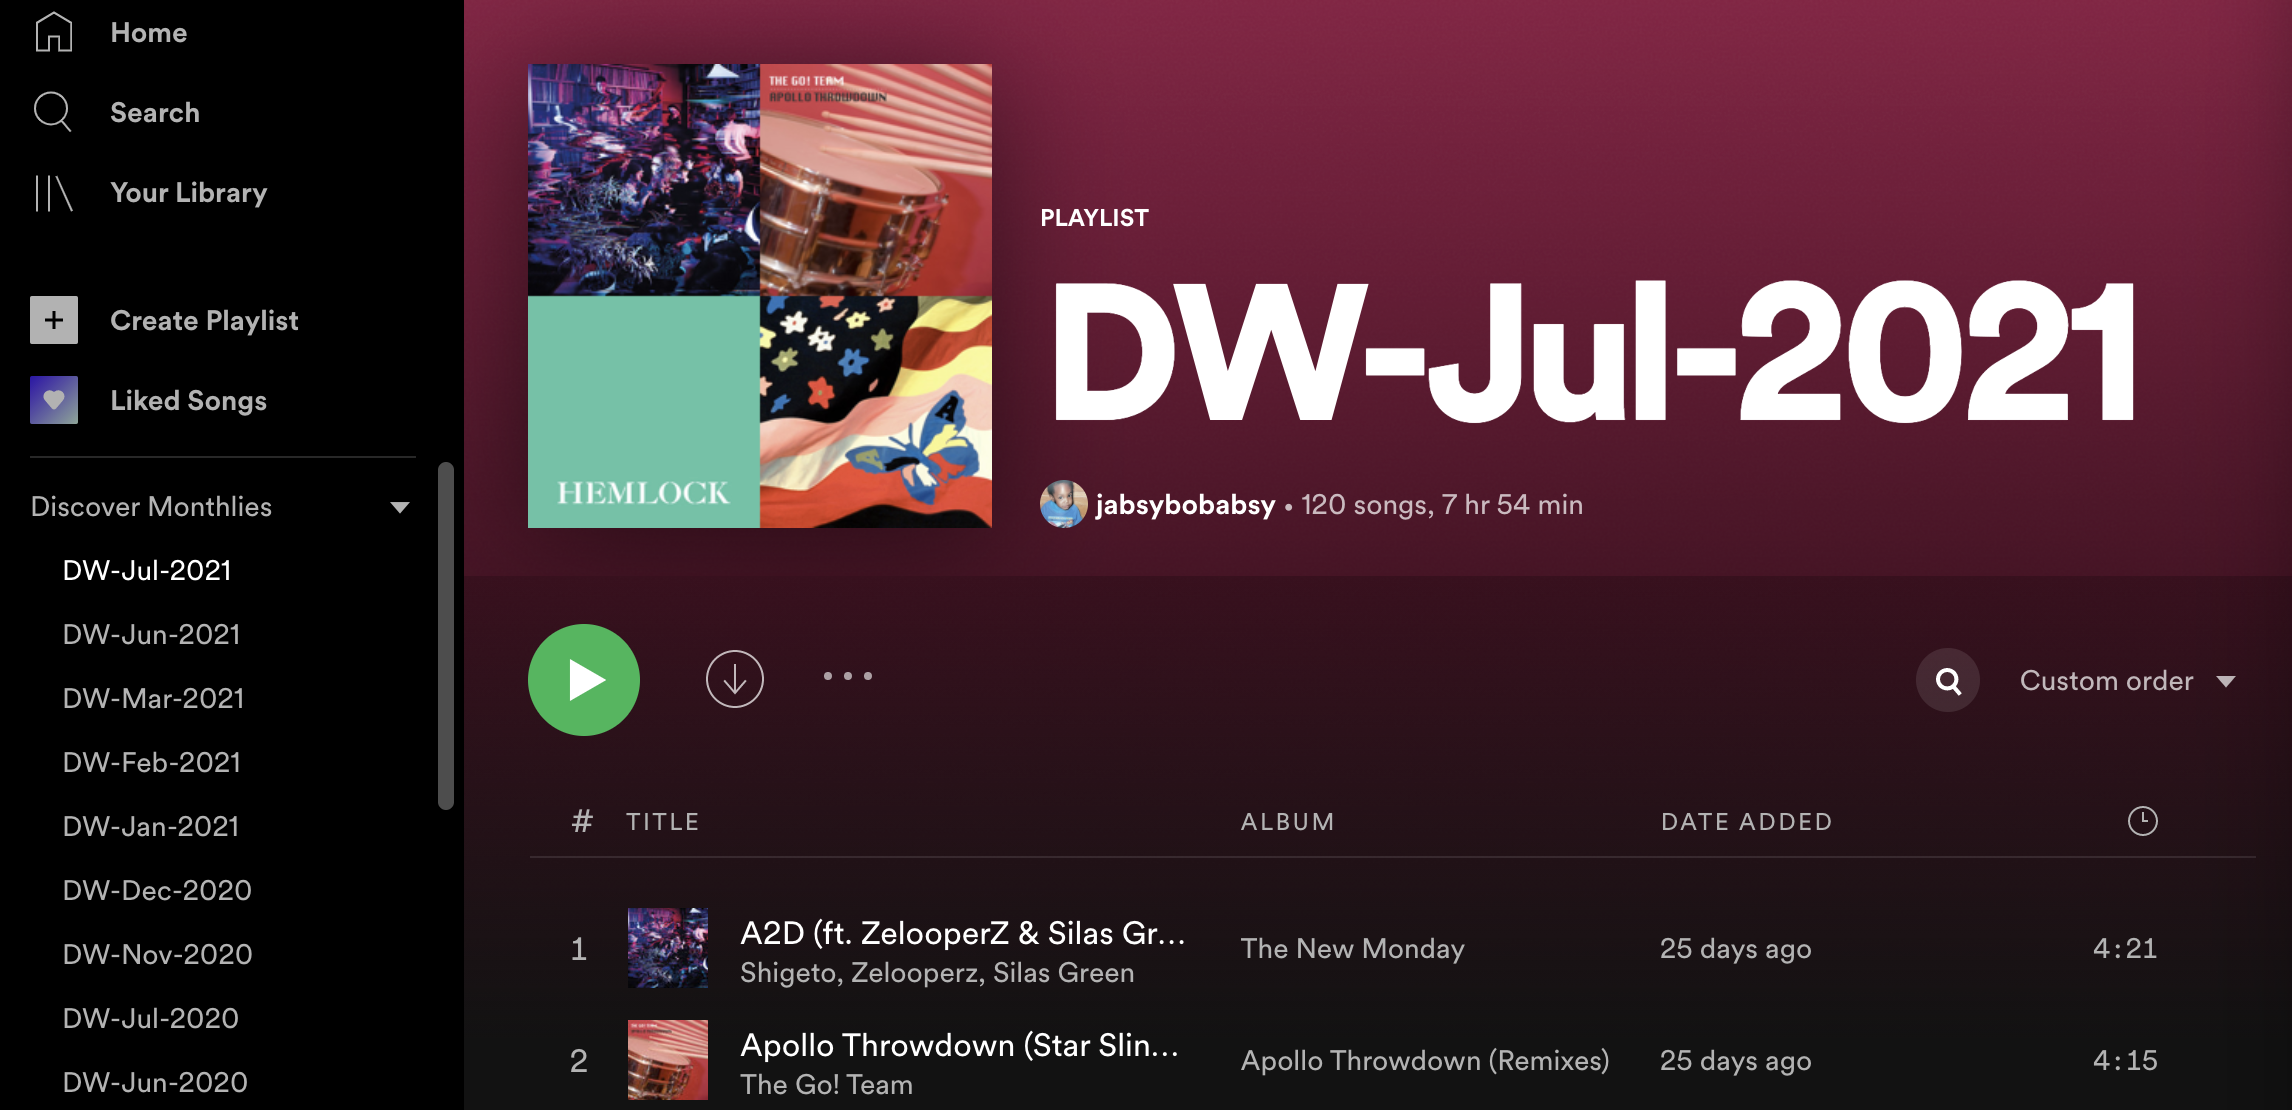 Home
Search
Your Library
Create Playlist
Liked Songs
Discover Monthlies
DW-Jul-2021
DW-Jun-2021
DW-Mar-2021
DW-Feb-2021
DW-Jan-2021
DW-Dec-2020
DW-Nov-2020
DW-Jul-2020
DW-Jun-2020
THE GO! TEAM
APOLLO THROWDOWN
HEMLOCK
PLAYLIST
DW-Jul-2021
jabsybobabsy • 120 songs, 7 hr 54 min
Custom order
# TITLE ALBUM DATE ADDED
1 A2D (ft. ZelooperZ & Silas Gr... The New Monday 25 days ago 4:21
Shigeto, Zelooperz, Silas Green
2 Apollo Throwdown (Star Slin... Apollo Throwdown (Remixes) 25 days ago 4:15
The Go! Team